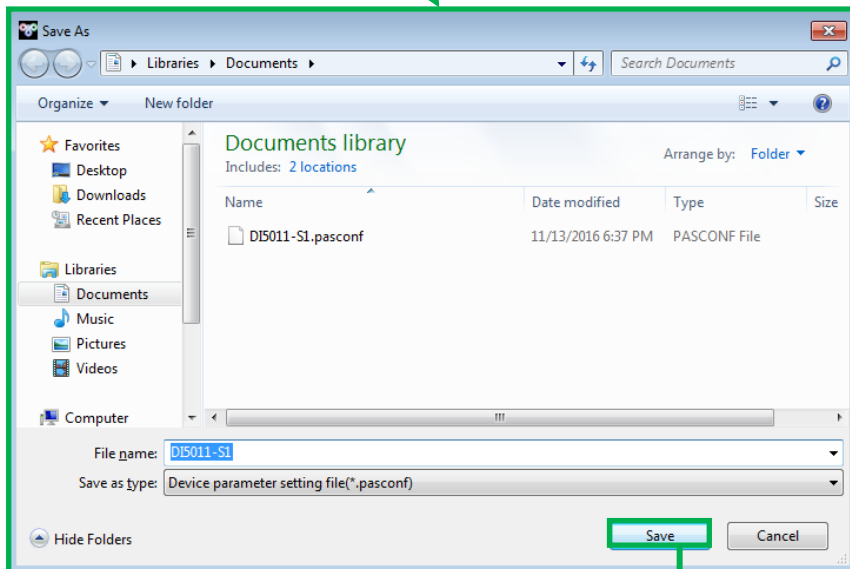 Save As
Libraries Documents
Search Documents
Organize New folder
Favorites
Desktop
Downloads
Recent Places
Libraries
Documents
Music
Pictures
Videos
Computer
Documents library
Includes: 2 locations
Arrange by: Folder
Name Date modified Type Size
DI5011-S1.pasconf 11/13/2016 6:37 PM PASCONF File
File name: DI5011-S1
Save as type: Device parameter setting file(*.pasconf)
Hide Folders
Save Cancel